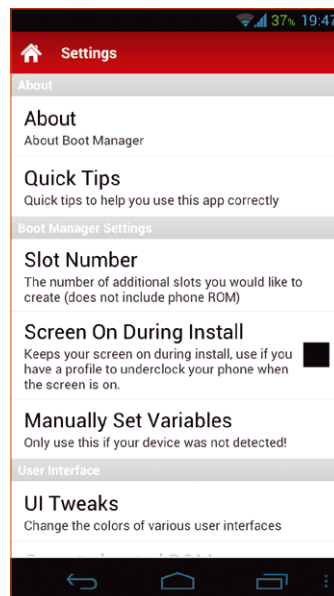 37% 19:47
Settings
About
About
About Boot Manager
Quick Tips
Quick tips to help you use this app correctly
Boot Manager Settings
Slot Number
The number of additional slots you would like to
create (does not include phone ROM)
Screen On During Install
Keeps your screen on during install, use if you
have a profile to underclock your phone when
the screen is on.
Manually Set Variables
Only use this if your device was not detected!
User Interface
UI Tweaks
Change the colors of various user interfaces